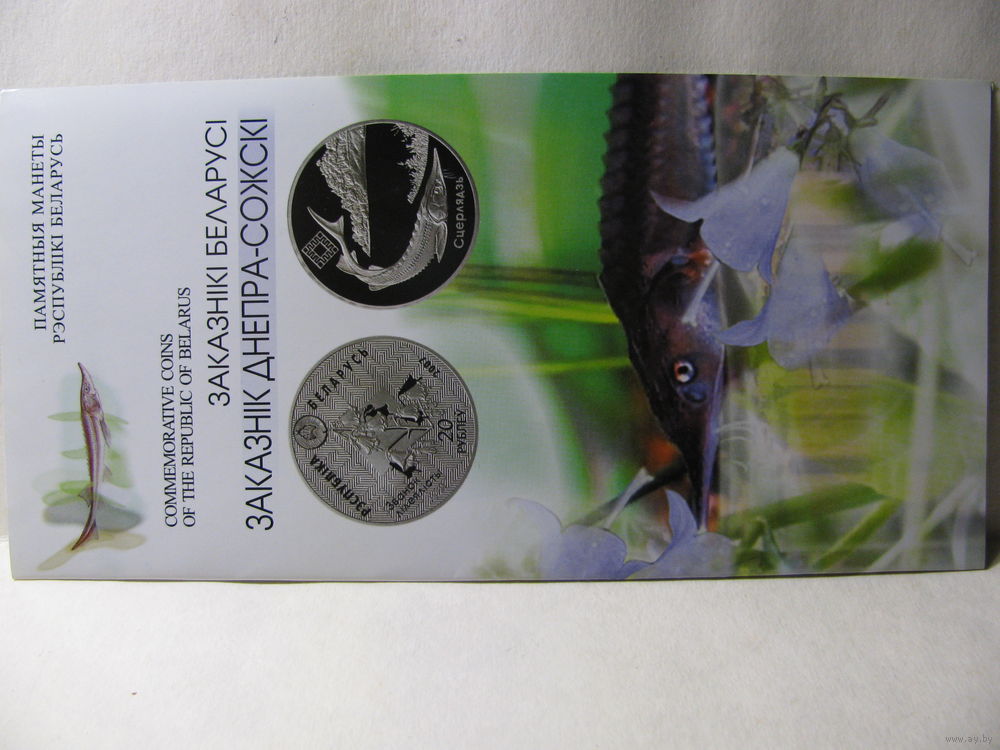 ПАМЯТНЫЯ МАНЕТЫ
РЭСПУБЛІКІ БЕЛАРУСЬ
COMMEMORATIVE COINS
OF THE REPUBLIC OF BELARUS
ЗАКАЗНІКІ БЕЛАРУСІ
ЗАКАЗНІК ДНЕПРА-СОЖСКІ
Сцерлядзь
РЭСПУБЛІКА БЕЛАРУСЬ
2007
20
РУБЛЁЎ
www.ay.by